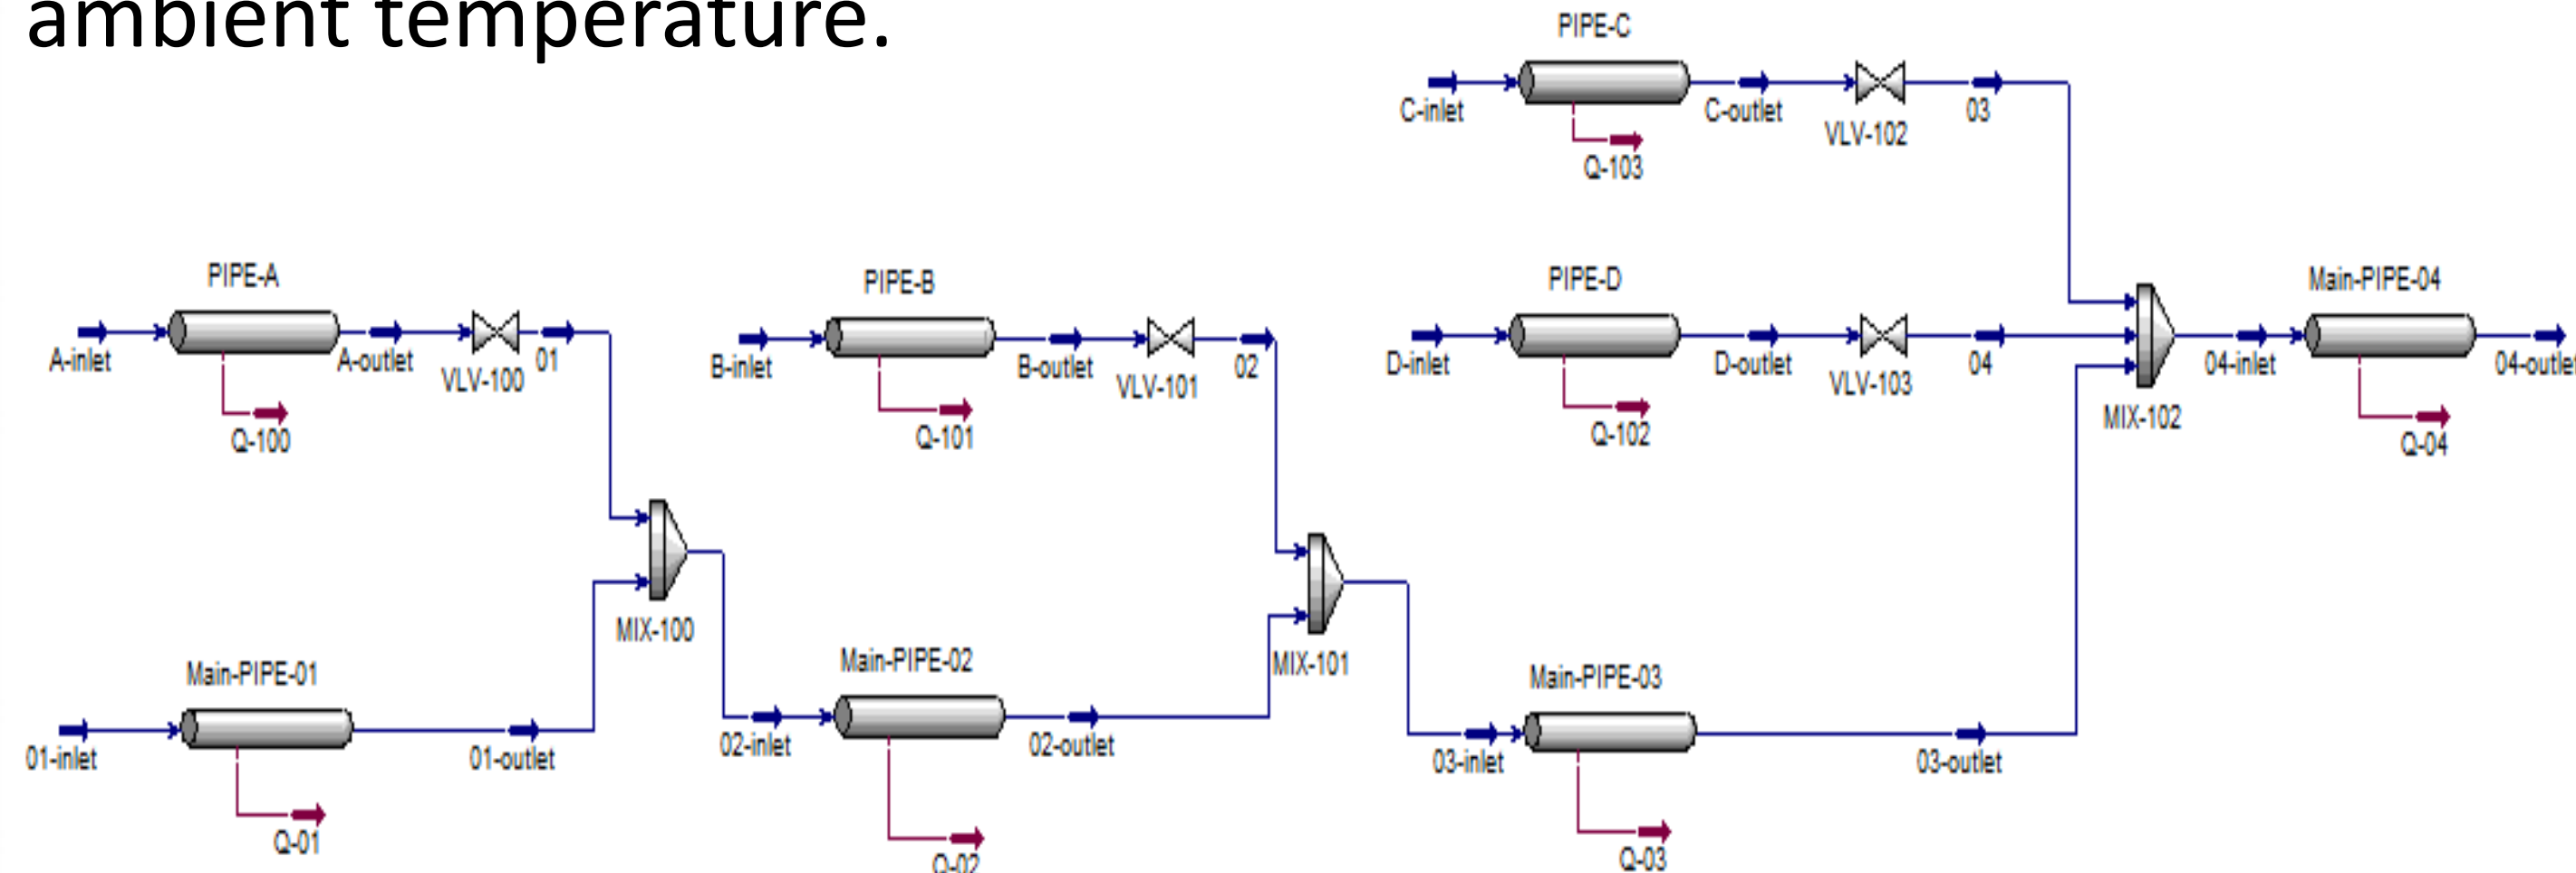 ambient temperature.
PIPE-C
C-inlet
C-outlet
VLV-102
03
Q-103
PIPE-A
A-inlet
A-outlet
VLV-100
01
Q-100
PIPE-B
B-inlet
B-outlet
VLV-101
02
Q-101
PIPE-D
D-inlet
D-outlet
VLV-103
04
Q-102
MIX-102
Main-PIPE-04
04-inlet
04-outlet
Q-04
MIX-100
Main-PIPE-01
01-inlet
01-outlet
Q-01
Main-PIPE-02
02-inlet
02-outlet
Q-02
MIX-101
Main-PIPE-03
03-inlet
03-outlet
Q-03